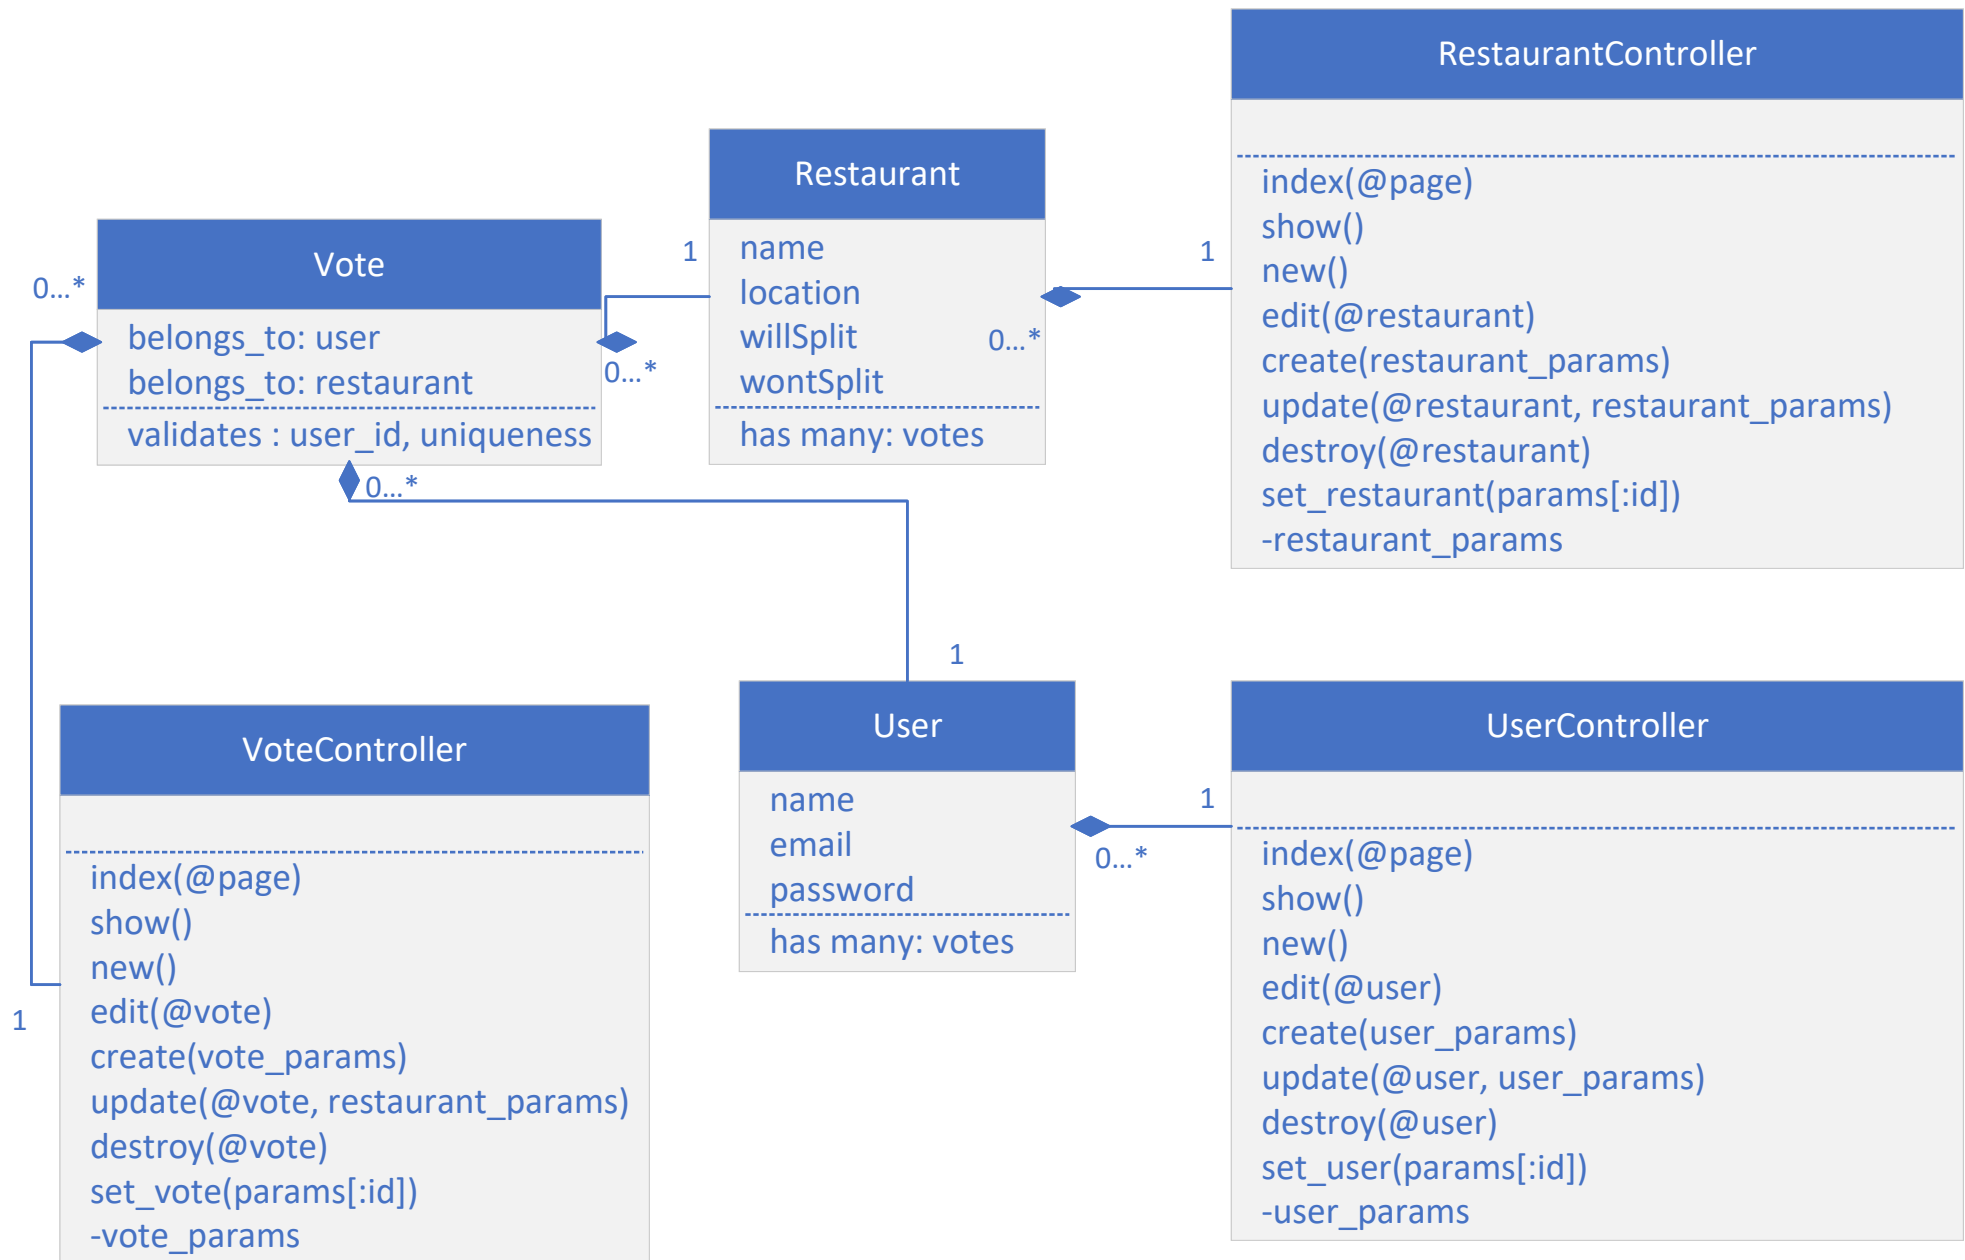 RestaurantController
index(@page)
show()
new()
edit(@restaurant)
create(restaurant_params)
update(@restaurant, restaurant_params)
destroy(@restaurant)
set_restaurant(params[:id])
-restaurant_params
Restaurant
name
location
willSplit
wontSplit
has many: votes
1
1
0...*
Vote
belongs_to: user
belongs_to: restaurant
validates : user_id, uniqueness
0...*
0...*
0...*
1
User
name
email
password
has many: votes
1
0...*
UserController
index(@page)
show()
new()
edit(@user)
create(user_params)
update(@user, user_params)
destroy(@user)
set_user(params[:id])
-user_params
VoteController
index(@page)
show()
new()
edit(@vote)
create(vote_params)
update(@vote, restaurant_params)
destroy(@vote)
set_vote(params[:id])
-vote_params
1